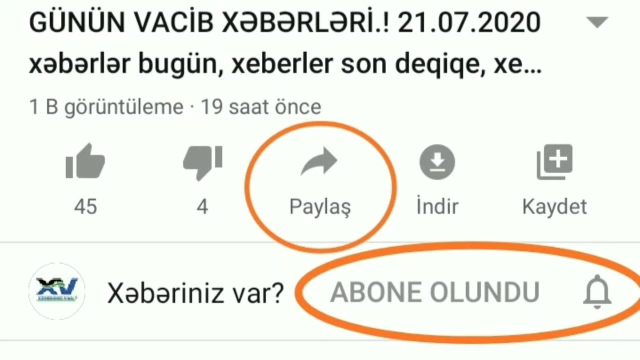 GÜNÜN VACİB XƏBƏRLƏRİ.! 21.07.2020
xəbərlər bugün, xeberler son deqiqe, xe...
1 B görüntüleme · 19 saat önce
45 4 Paylaş İndir Kaydet
XV Xəbəriniz var? ABONE OLUNDU